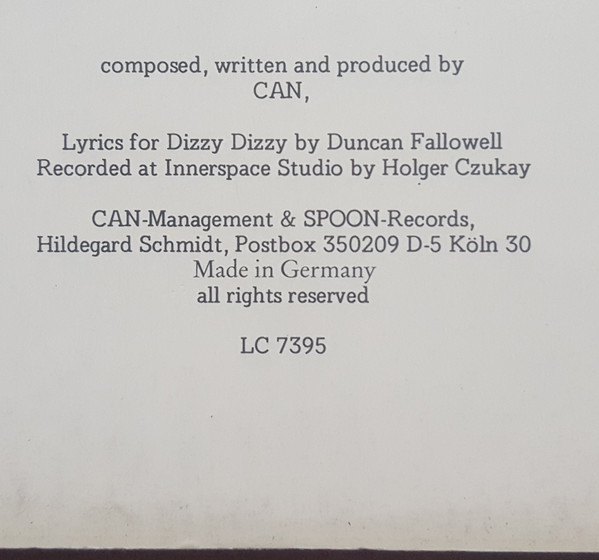 composed, written and produced by
CAN,
Lyrics for Dizzy Dizzy by Duncan Fallowell
Recorded at Innerspace Studio by Holger Czukay
CAN-Management & SPOON-Records,
Hildegard Schmidt, Postbox 350209 D-5 Köln 30
Made in Germany
all rights reserved
LC 7395